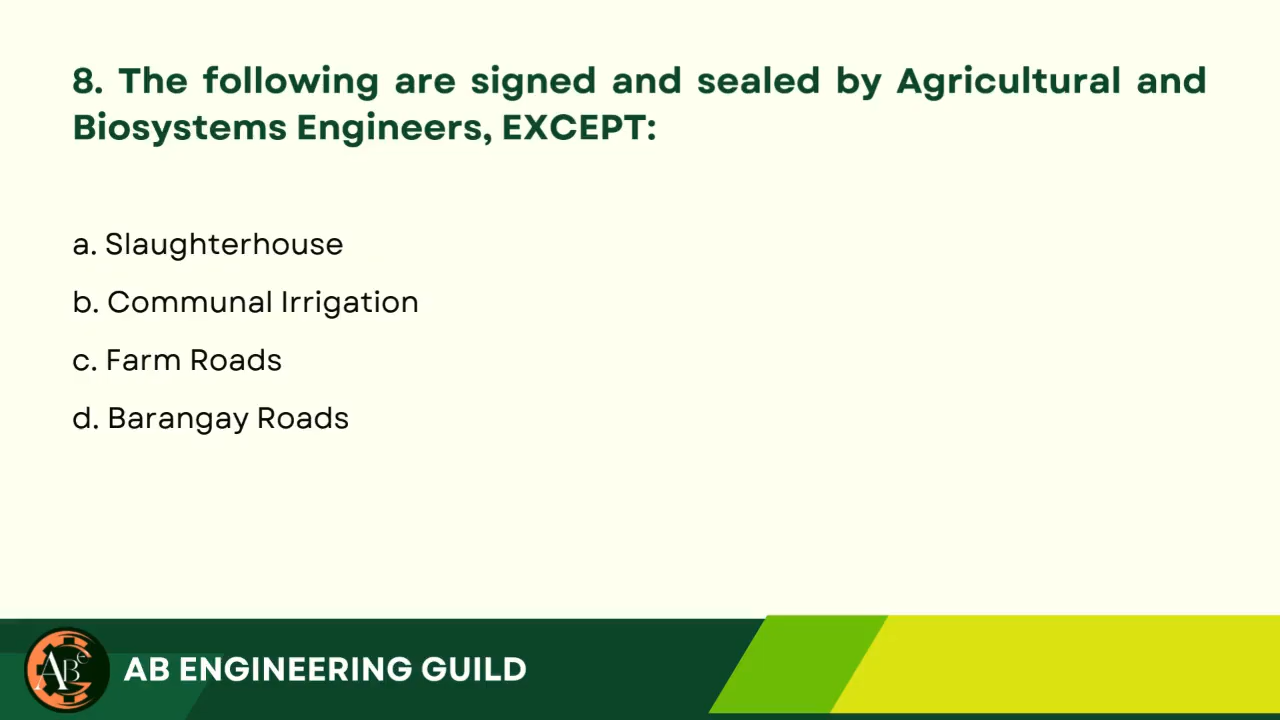 8. The following are signed and sealed by Agricultural and
Biosystems Engineers, EXCEPT:
a. Slaughterhouse
b. Communal Irrigation
c. Farm Roads
d. Barangay Roads
ABe
AB ENGINEERING GUILD